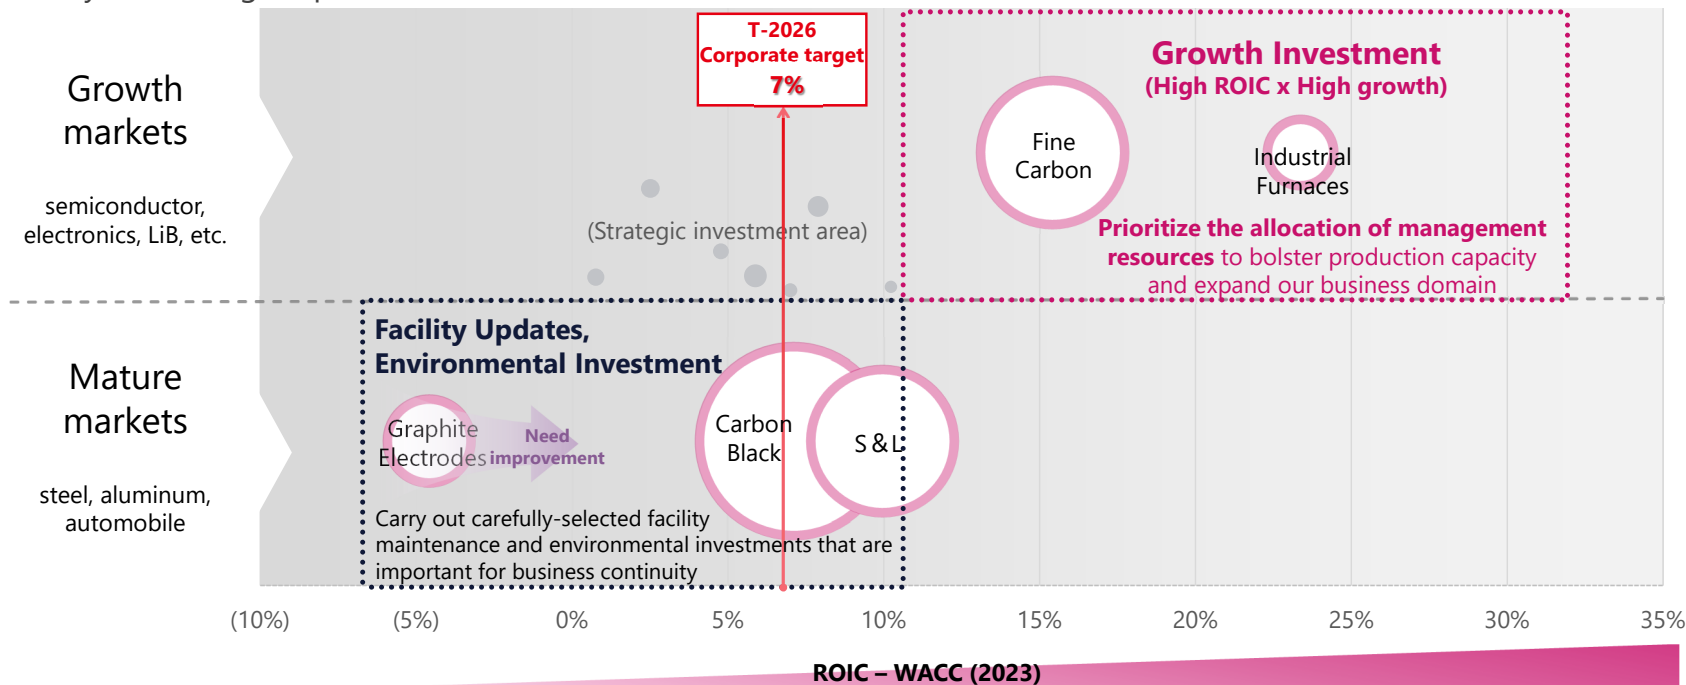 T-2026
Corporate target
7%
Growth
markets
semiconductor,
electronics, LiB, etc.
Growth Investment
(High ROIC x High growth)
Fine
Carbon
Industrial
Furnaces
(Strategic investment area)
Prioritize the allocation of management
resources to bolster production capacity
and expand our business domain
Mature
markets
steel, aluminum,
automobile
Facility Updates,
Environmental Investment
Graphite
Electrodes
Need
improvement
Carbon
Black
S & L
Carry out carefully-selected facility
maintenance and environmental investments that are
important for business continuity
(10%) (5%) 0% 5% 10% 15% 20% 25% 30% 35%
ROIC – WACC (2023)